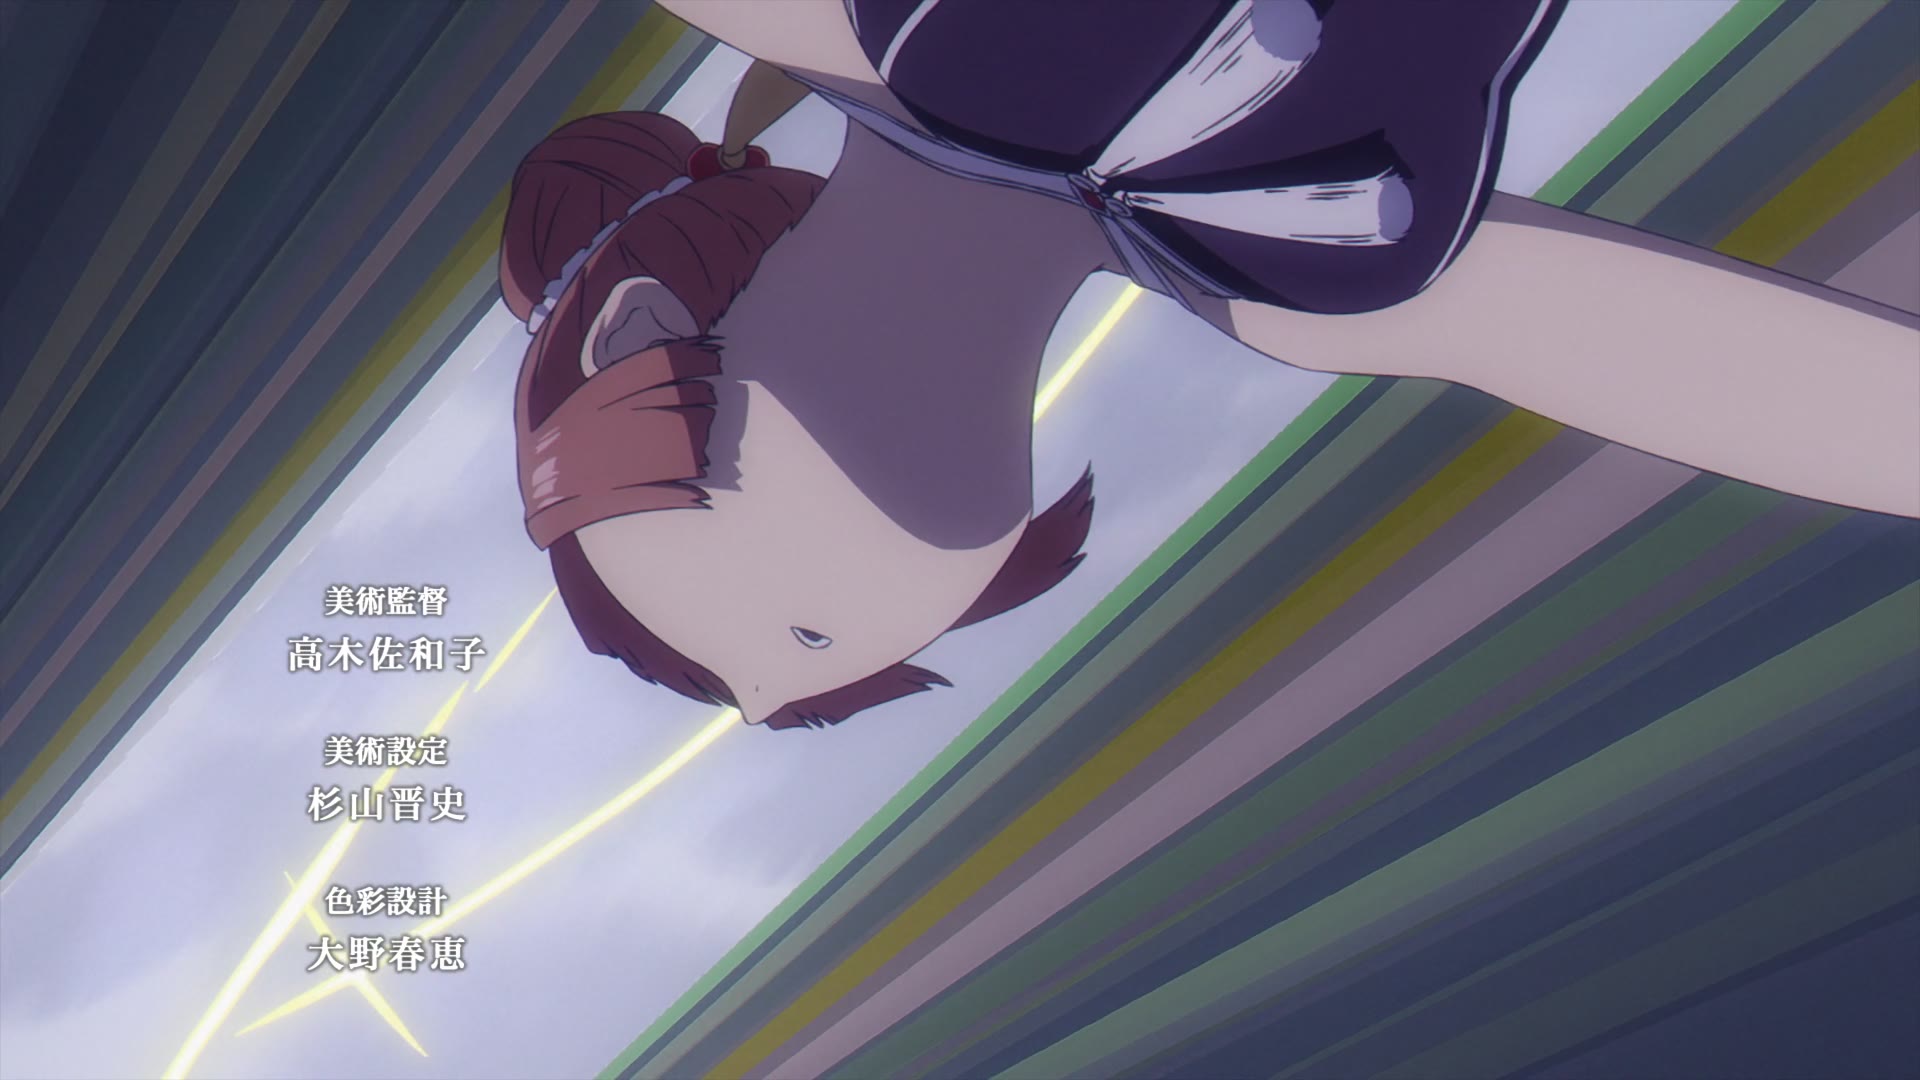 美術監督
高木佐和子
美術設定
杉山晋史
色彩設計
大野春恵